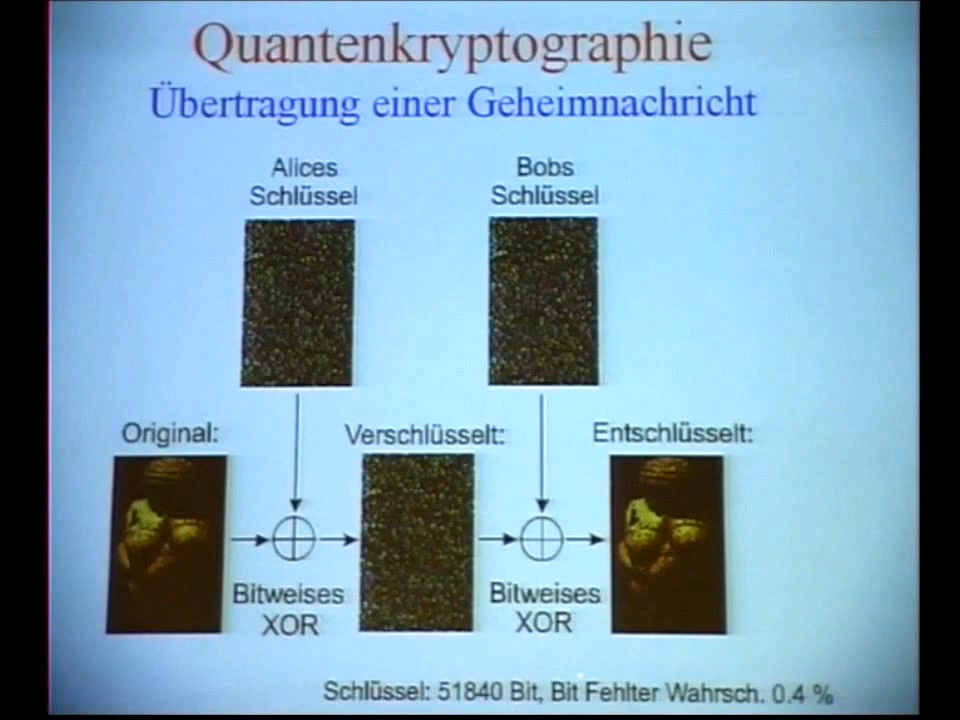 Quantenkryptographie
Übertragung einer Geheimnachricht
Alices
Schlüssel
Bobs
Schlüssel
Original:
Verschlüsselt:
Entschlüsselt:
Bitweises
XOR
Bitweises
XOR
Schlüssel: 51840 Bit, Bit Fehlter Wahrsch. 0.4 %